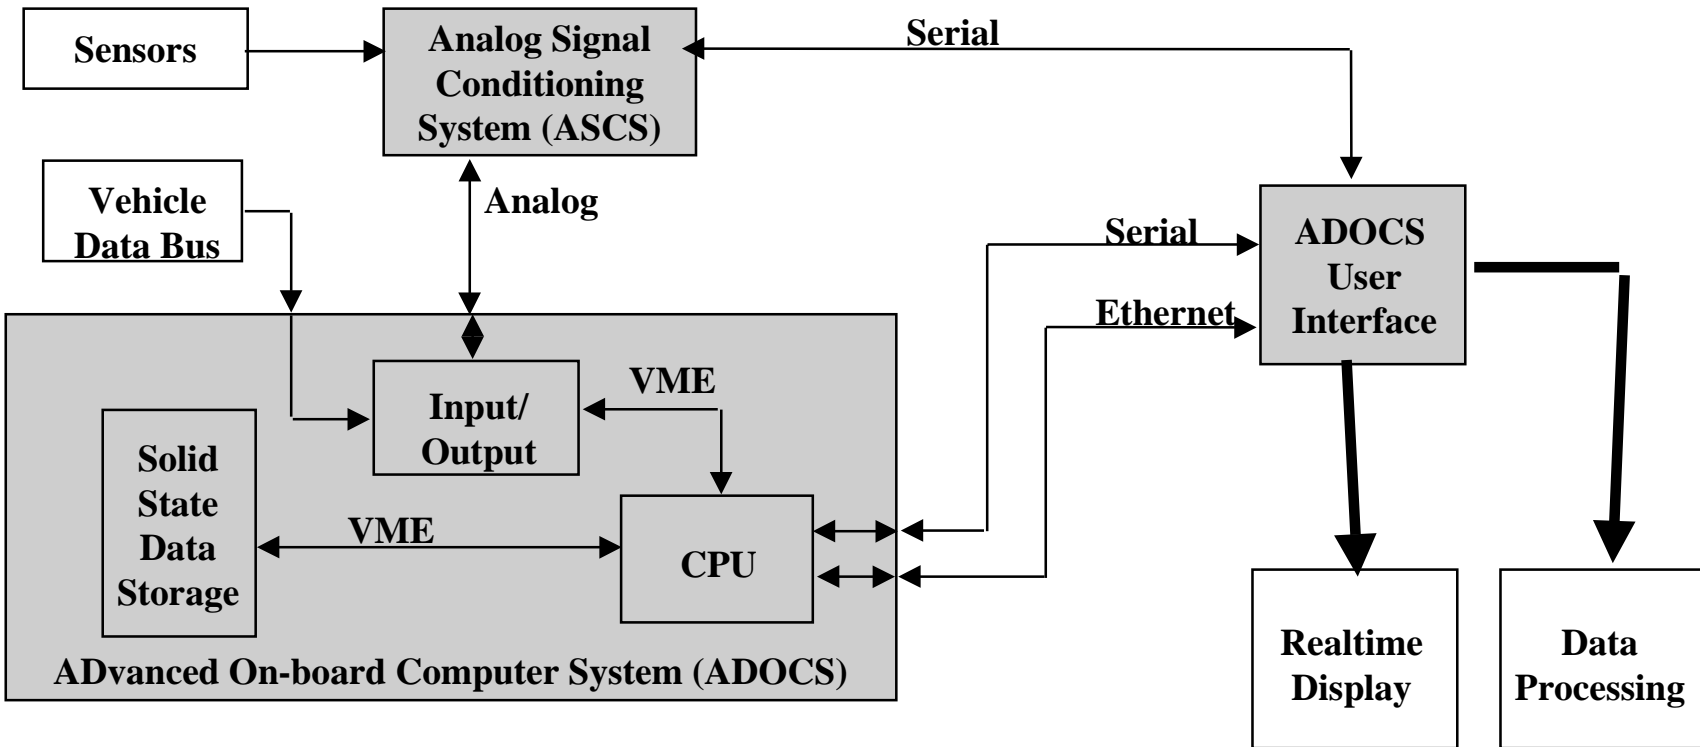 Sensors
Analog Signal
Conditioning
System (ASCS)
Serial
Vehicle
Data Bus
Analog
Serial
Ethernet
ADOCS
User
Interface
VME
Input/
Output
Solid
State
Data
Storage
VME
CPU
ADvanced On-board Computer System (ADOCS)
Realtime
Display
Data
Processing